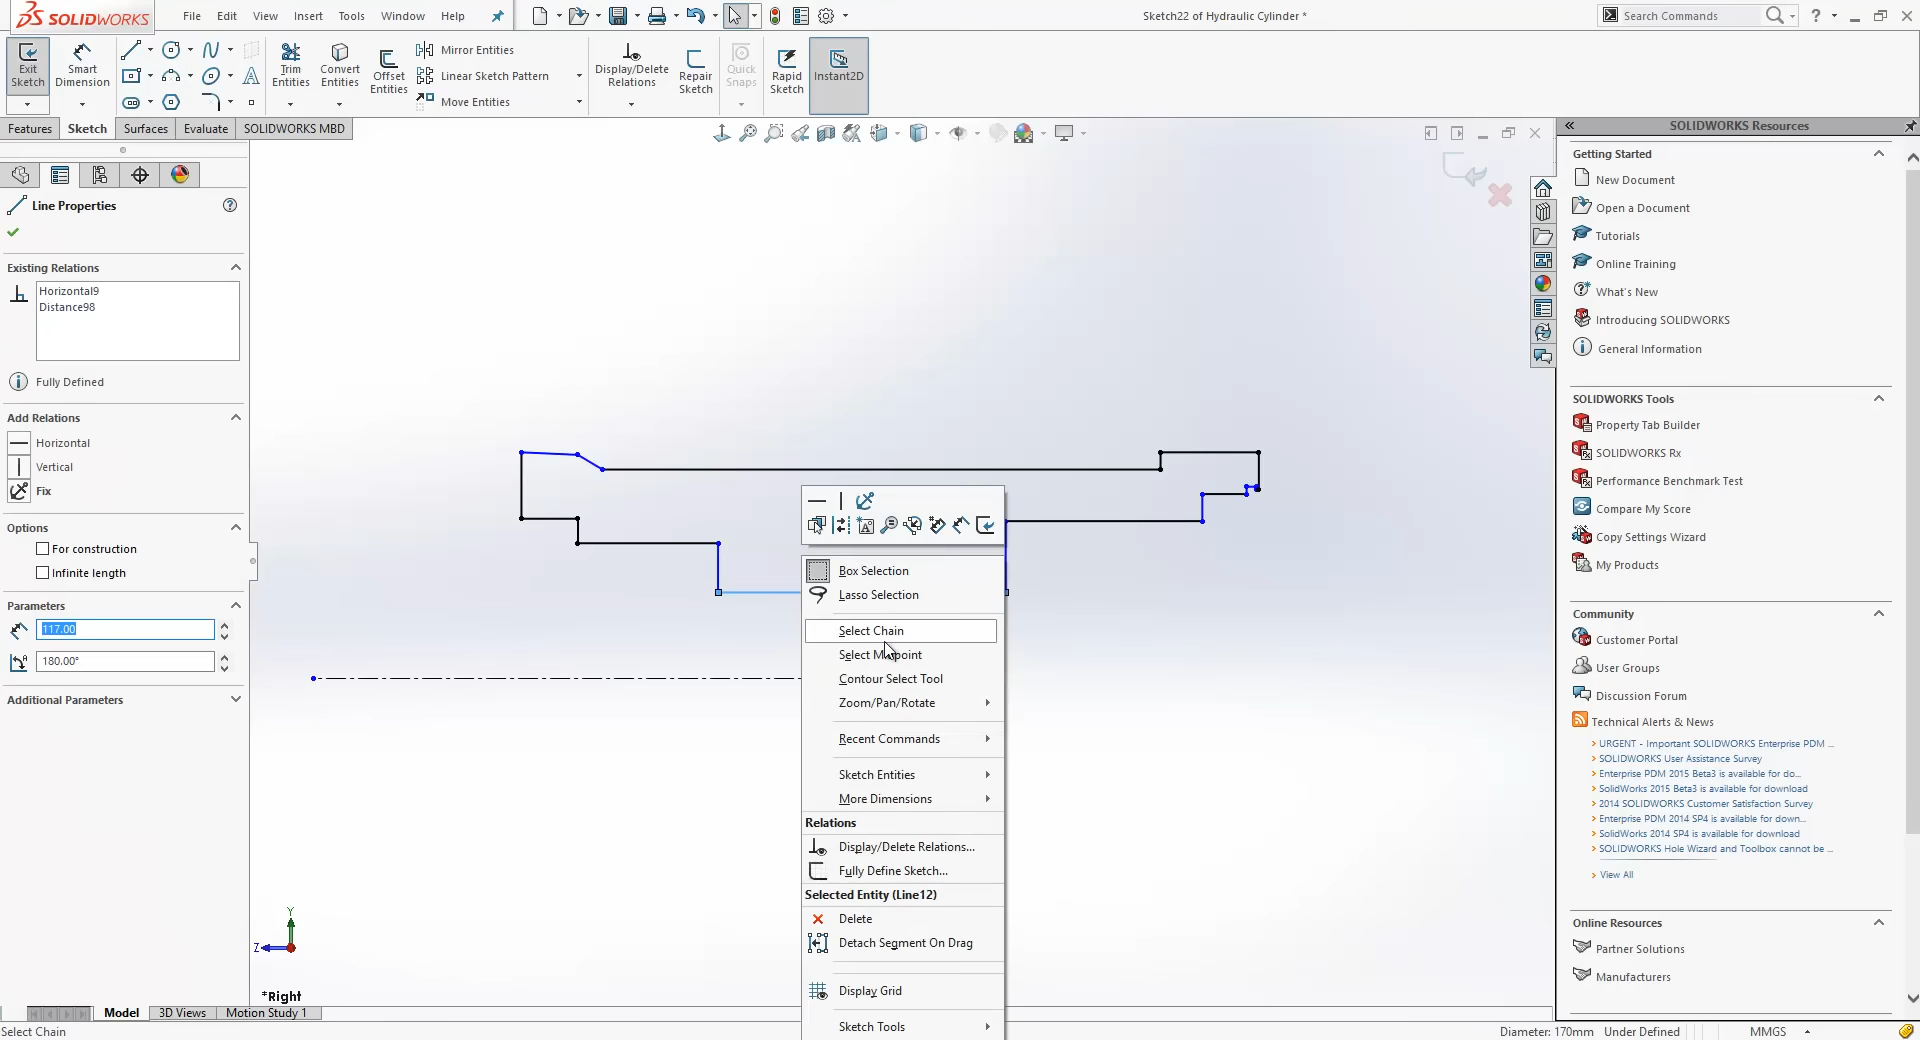 SOLIDWORKS
File Edit View Insert Tools Window Help
Sketch22 of Hydraulic Cylinder *
Search Commands
Exit Sketch
Smart Dimension
Trim Entities
Convert Entities
Offset Entities
Mirror Entities
Linear Sketch Pattern
Move Entities
Display/Delete Relations
Repair Sketch
Quick Snaps
Rapid Sketch
Instant2D
Features Sketch Surfaces Evaluate SOLIDWORKS MBD
Line Properties
Existing Relations
Horizontal9
Distance98
Fully Defined
Add Relations
Horizontal
Vertical
Fix
Options
For construction
Infinite length
Parameters
117.00
180.00°
Additional Parameters
Box Selection
Lasso Selection
Select Chain
Select Midpoint
Contour Select Tool
Zoom/Pan/Rotate
Recent Commands
Sketch Entities
More Dimensions
Relations
Display/Delete Relations...
Fully Define Sketch...
Selected Entity (Line12)
Delete
Detach Segment On Drag
Display Grid
Sketch Tools
Y
Z
*Right
SOLIDWORKS Resources
Getting Started
New Document
Open a Document
Tutorials
Online Training
What's New
Introducing SOLIDWORKS
General Information
SOLIDWORKS Tools
Property Tab Builder
SOLIDWORKS Rx
Performance Benchmark Test
Compare My Score
Copy Settings Wizard
My Products
Community
Customer Portal
User Groups
Discussion Forum
Technical Alerts & News
URGENT - Important SOLIDWORKS Enterprise PDM ...
SOLIDWORKS User Assistance Survey
Enterprise PDM 2015 Beta3 is available for do...
SolidWorks 2015 Beta3 is available for download
2014 SOLIDWORKS Customer Satisfaction Survey
Enterprise PDM 2014 SP4 is available for down...
SolidWorks 2014 SP4 is available for download
SOLIDWORKS Hole Wizard and Toolbox cannot be ...
View All
Online Resources
Partner Solutions
Manufacturers
Model 3D Views Motion Study 1
Select Chain
Diameter: 170mm Under Defined MMGS